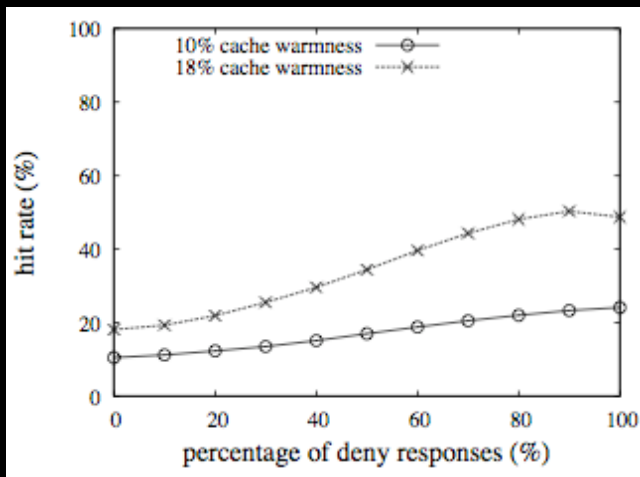 10% cache warmness
18% cache warmness
hit rate (%)
100
80
60
40
20
0
0 20 40 60 80 100
percentage of deny responses (%)